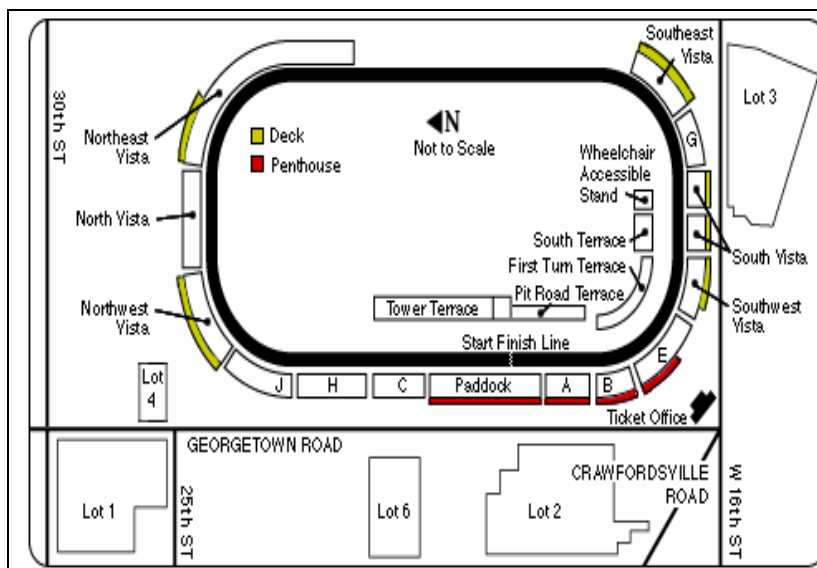 Southeast
Vista
Lot 3
30th ST
N
Not to Scale
Deck
Penthouse
Northeast
Vista
G
Wheelchair
Accessible
Stand
North Vista
South Terrace
South Vista
First Turn Terrace
Pit Road Terrace
Tower Terrace
Southwest
Vista
Northwest
Vista
Start Finish Line
E
Lot
4
J
H
C
Paddock
A
B
Ticket Office
GEORGETOWN ROAD
CRAWFORDSVILLE
ROAD
Lot 1
25th ST
Lot 6
Lot 2
W 16th ST